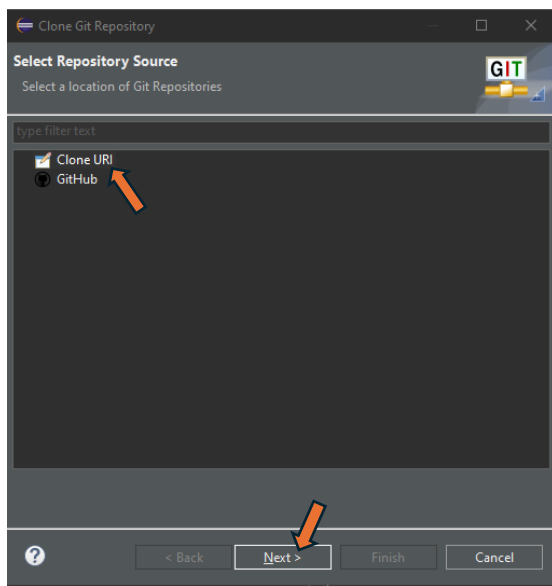 Clone Git Repository
Select Repository Source
Select a location of Git Repositories
GIT
type filter text
Clone URI
GitHub
?
< Back
Next >
Finish
Cancel